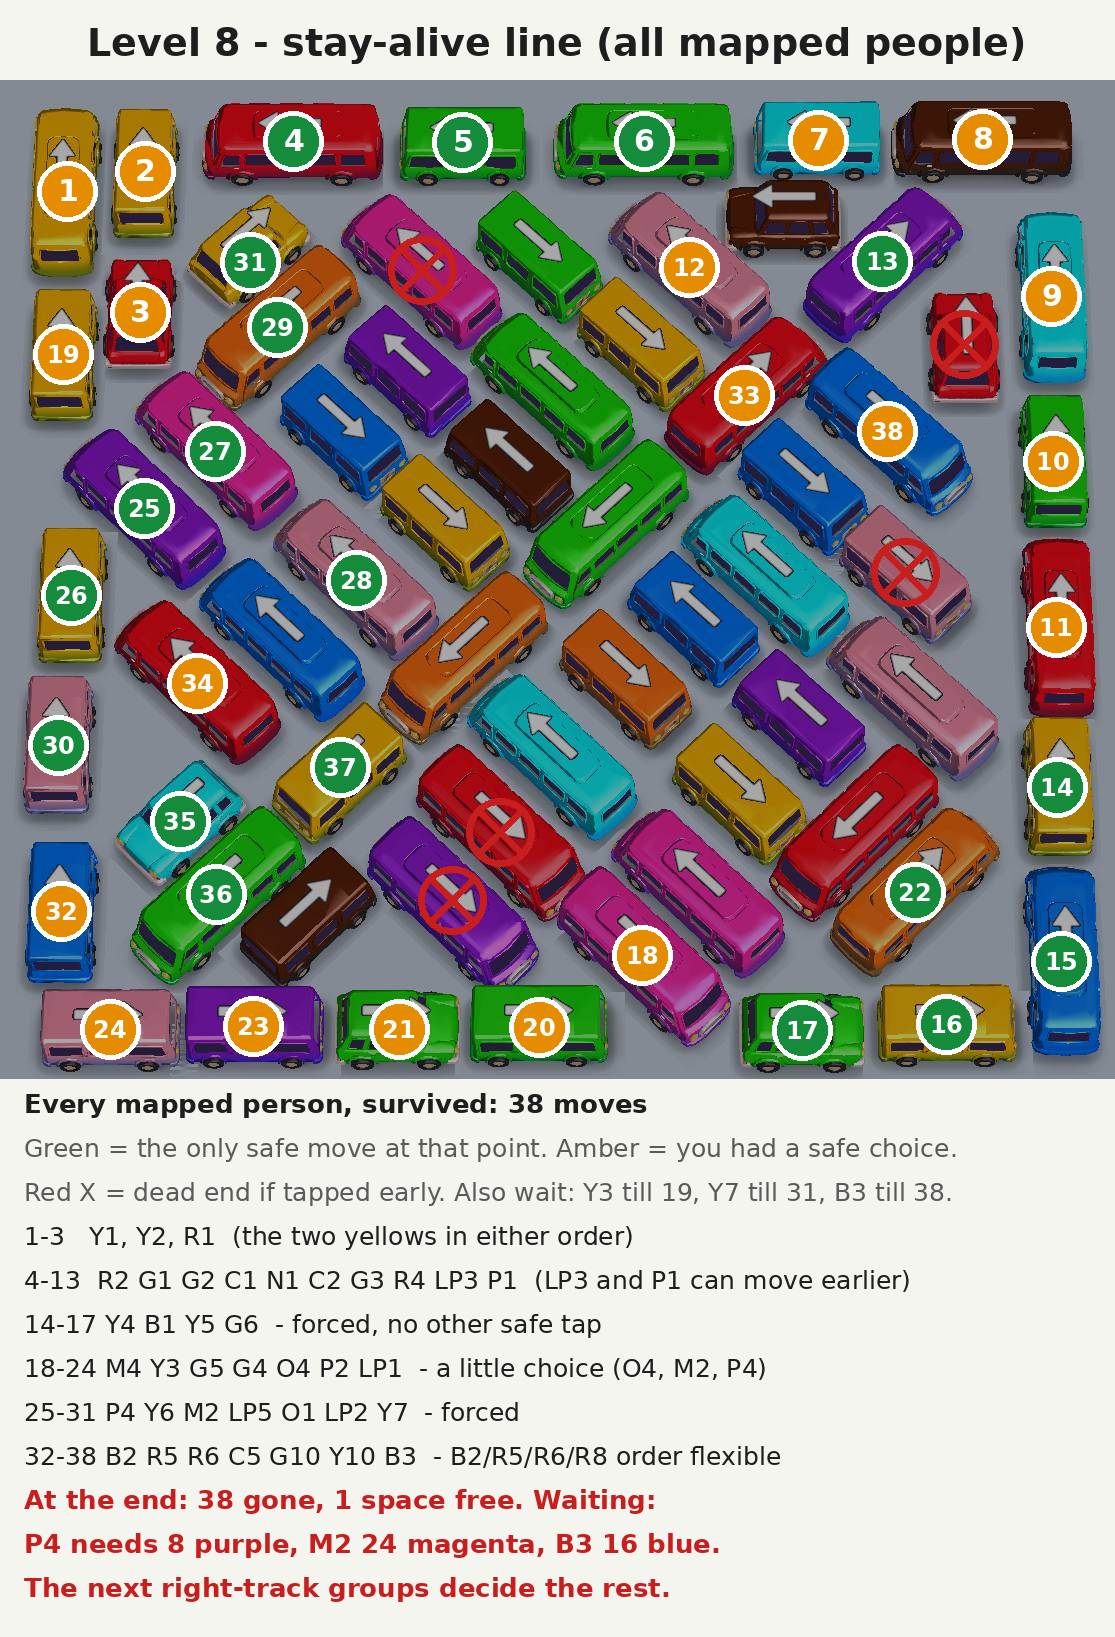 Level 8 - stay-alive line (all mapped people)
1
2
4
5
6
7
8
31
12
13
3
19
29
9
33
38
27
10
25
28
26
11
34
30
37
14
35
36
22
32
18
15
24
23
21
20
17
16
Every mapped person, survived: 38 moves
Green = the only safe move at that point. Amber = you had a safe choice.
Red X = dead end if tapped early. Also wait: Y3 till 19, Y7 till 31, B3 till 38.
1-3 Y1, Y2, R1 (the two yellows in either order)
4-13 R2 G1 G2 C1 N1 C2 G3 R4 LP3 P1 (LP3 and P1 can move earlier)
14-17 Y4 B1 Y5 G6 - forced, no other safe tap
18-24 M4 Y3 G5 G4 O4 P2 LP1 - a little choice (O4, M2, P4)
25-31 P4 Y6 M2 LP5 O1 LP2 Y7 - forced
32-38 B2 R5 R6 C5 G10 Y10 B3 - B2/R5/R6/R8 order flexible
At the end: 38 gone, 1 space free. Waiting:
P4 needs 8 purple, M2 24 magenta, B3 16 blue.
The next right-track groups decide the rest.